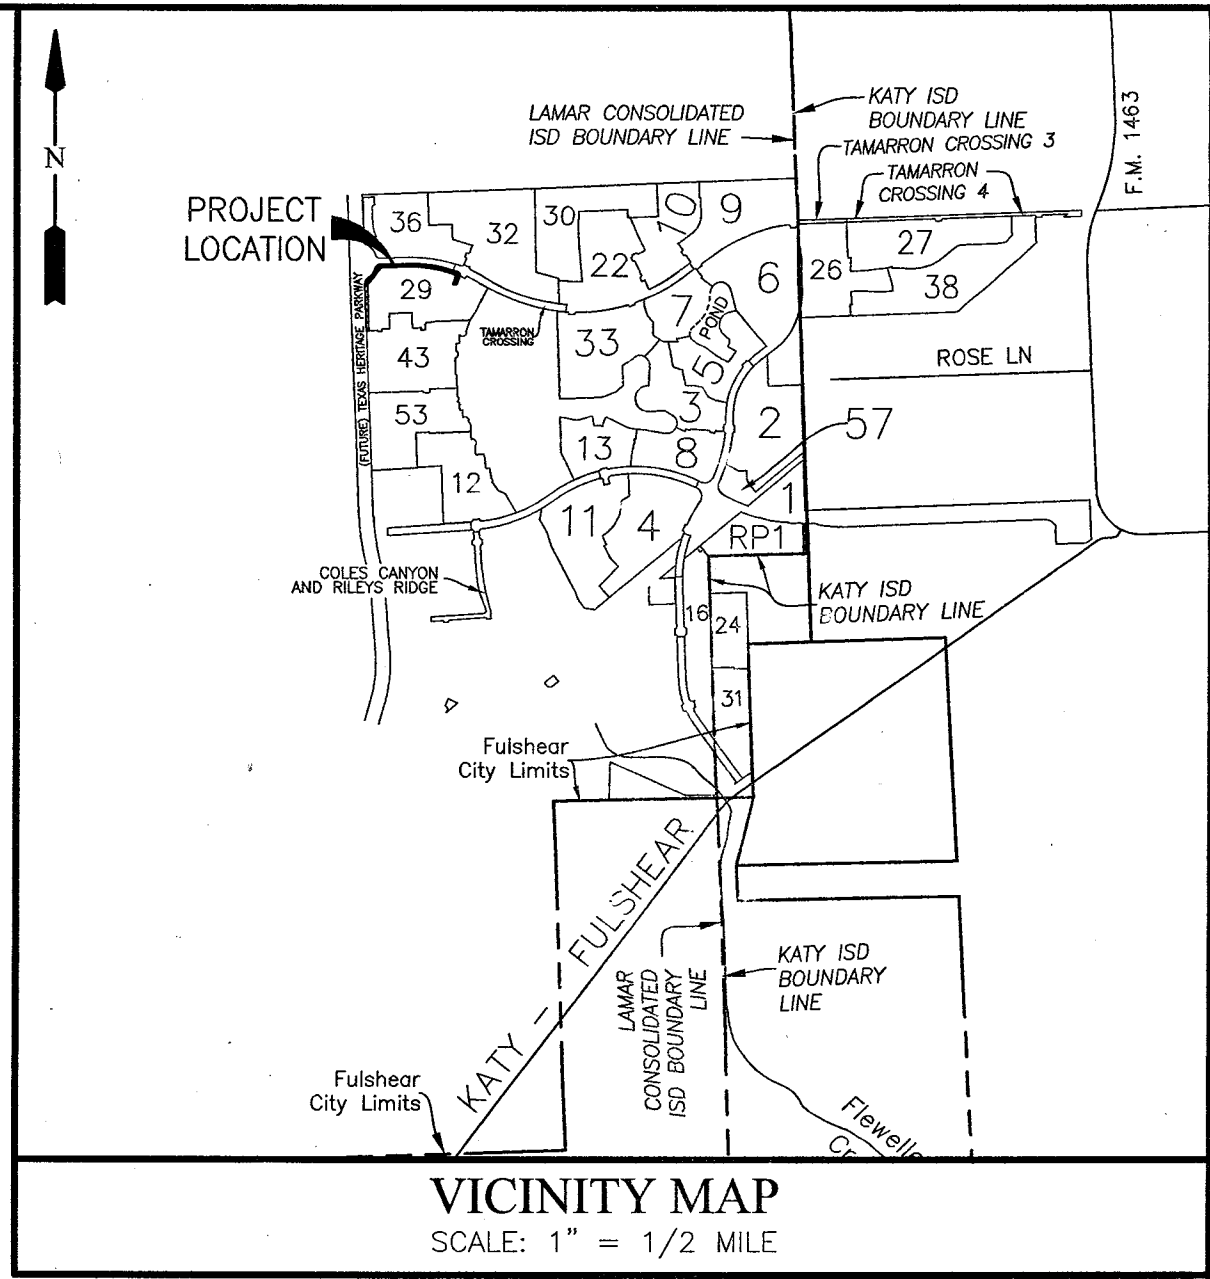 LAMAR CONSOLIDATED
ISD BOUNDARY LINE
KATY ISD
BOUNDARY LINE
TAMARRON CROSSING 3
TAMARRON
CROSSING 4
F.M. 1463
N
PROJECT
LOCATION
36
32
30
10
9
22
27
26
38
6
29
7
POND
(FUTURE) TEXAS HERITAGE PARKWAY
TAMARRON
CROSSING
33
43
5
ROSE LN
3
53
2
57
13
8
12
1
11
4
RP1
COLES CANYON
AND RILEYS RIDGE
KATY ISD
BOUNDARY LINE
16
24
31
Fulshear
City Limits
KATY - FULSHEAR
LAMAR
CONSOLIDATED
ISD BOUNDARY
LINE
KATY ISD
BOUNDARY
LINE
Fulshear
City Limits
Flewelle
Cr
VICINITY MAP
SCALE: 1" = 1/2 MILE